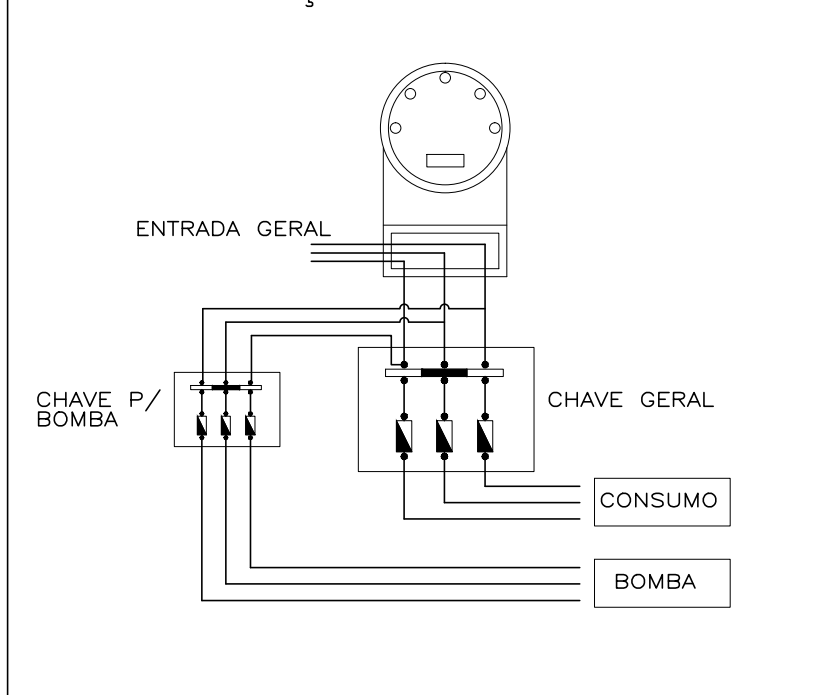 ENTRADA GERAL
CHAVE P/
BOMBA
CHAVE GERAL
CONSUMO
BOMBA